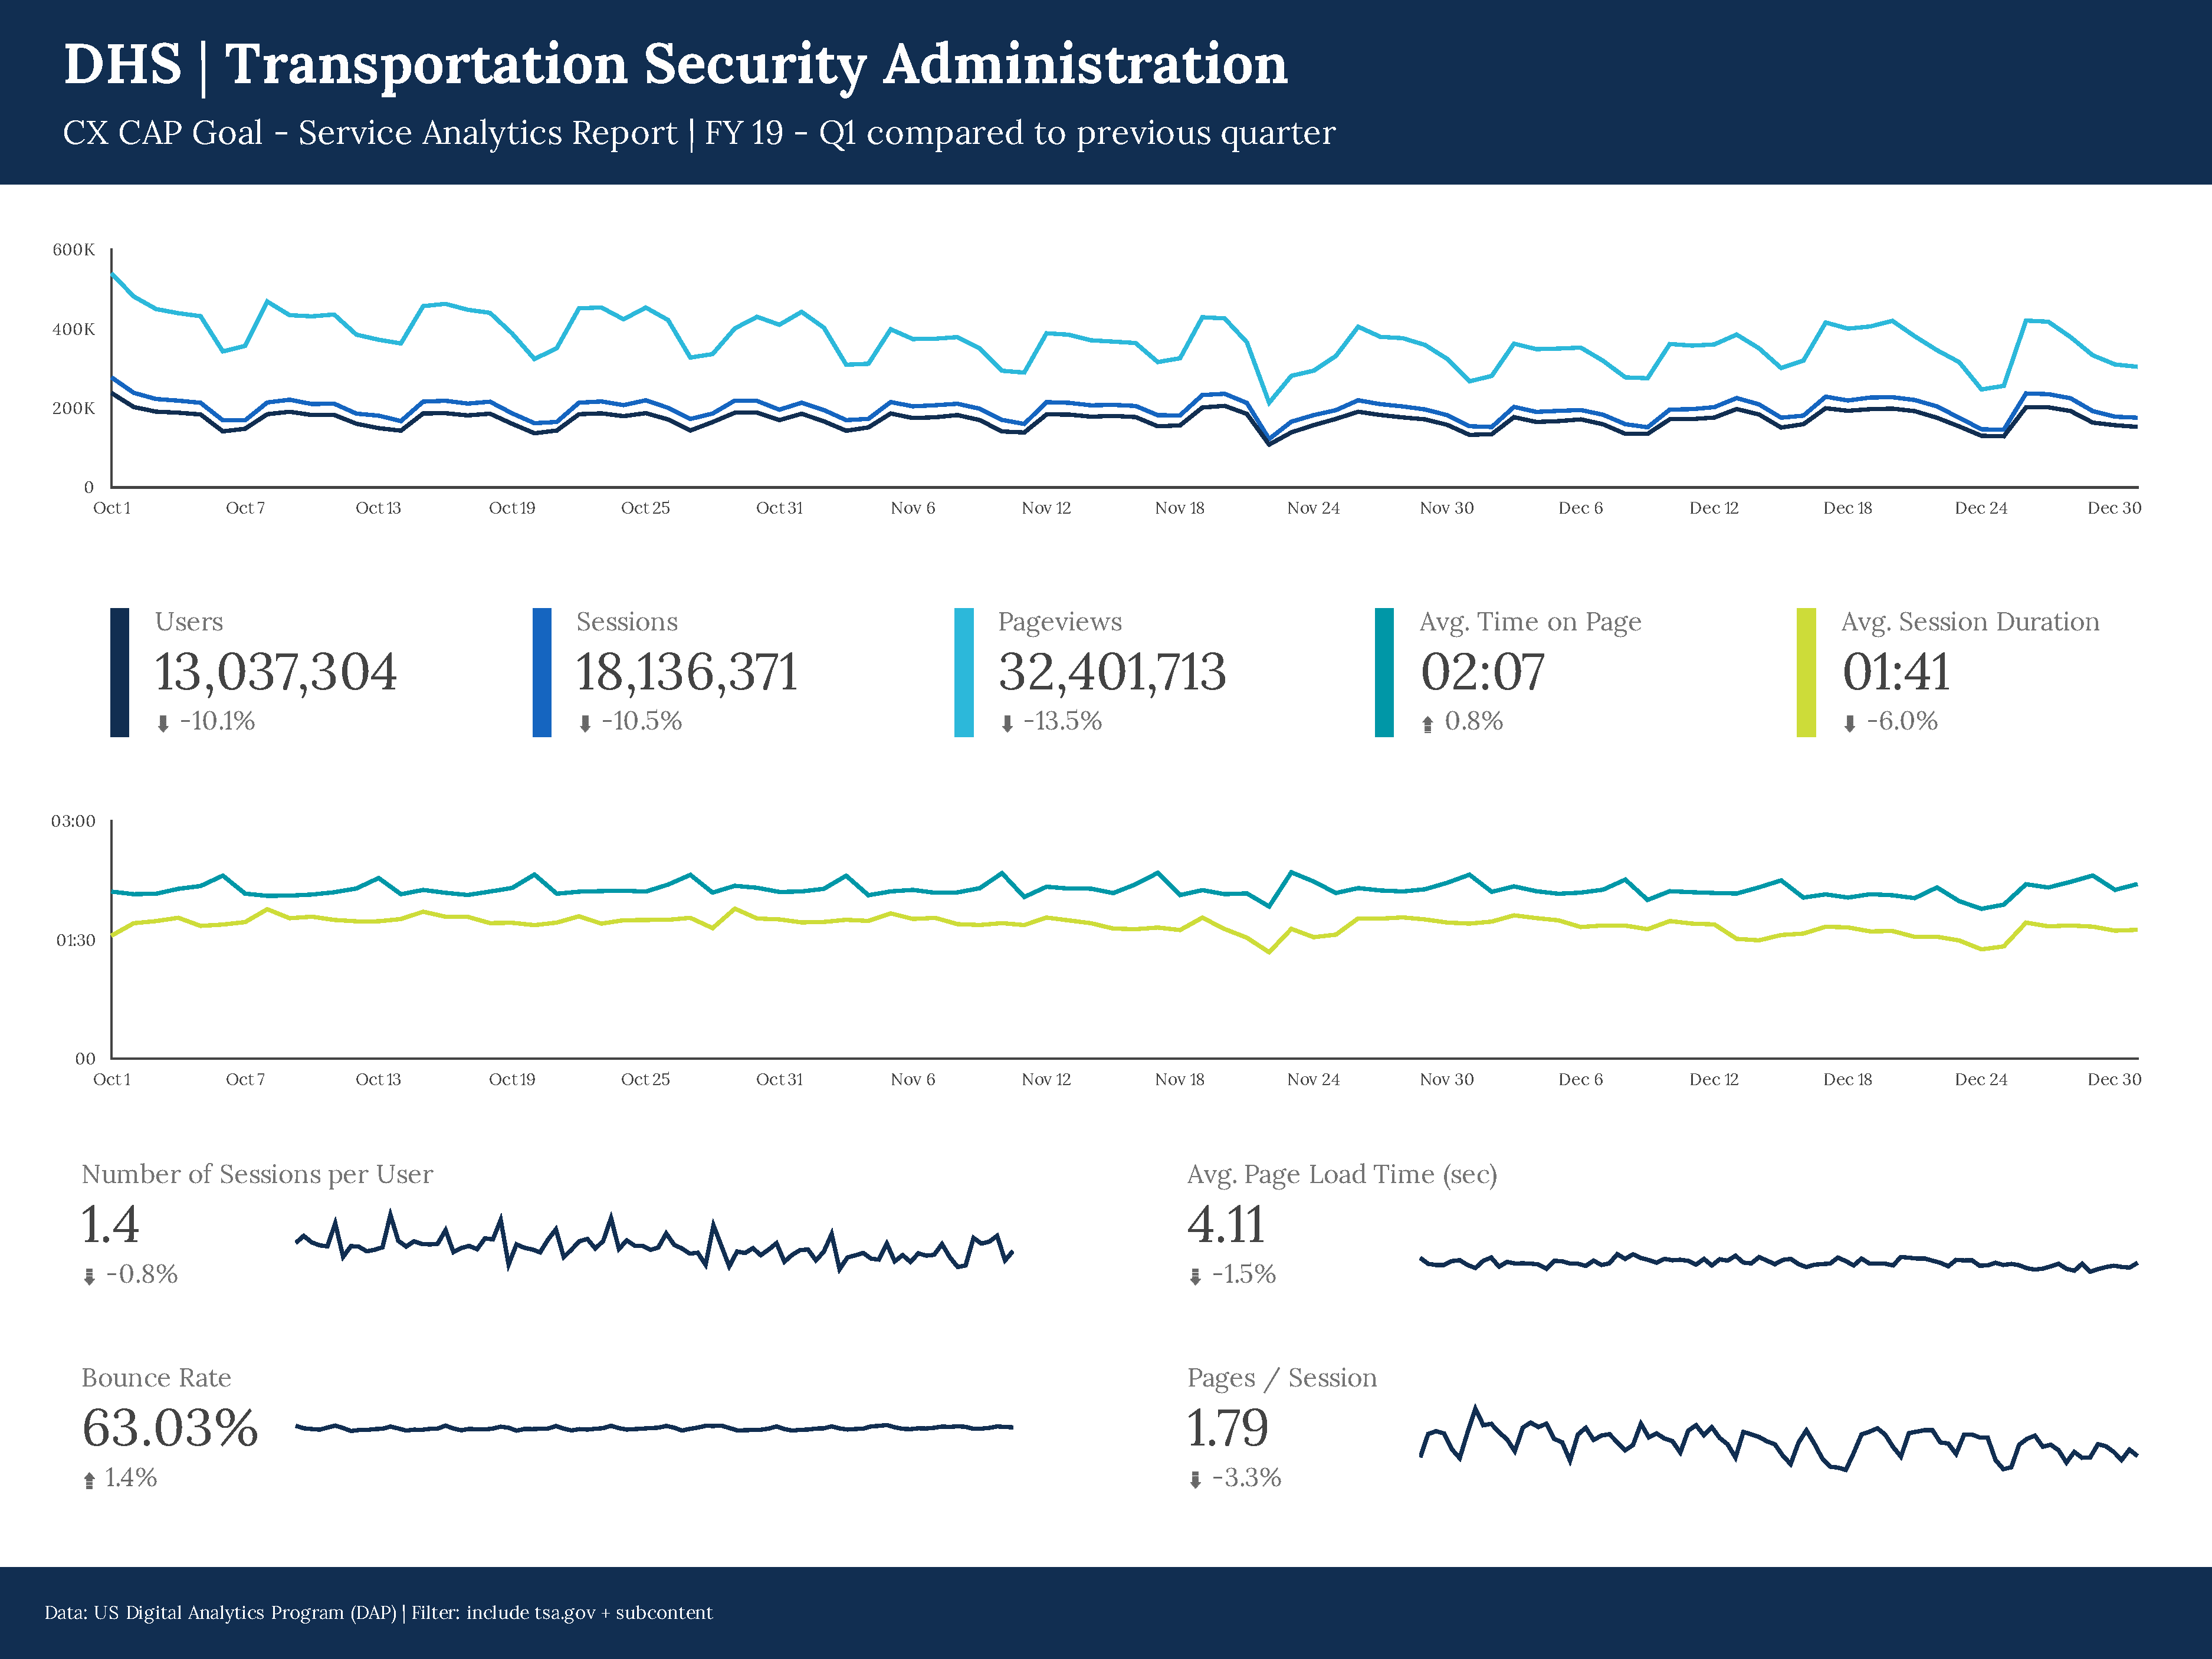 DHS | Transportation Security Administration
CX CAP Goal - Service Analytics Report | FY 19 - Q1 compared to previous quarter
600K
400K
200K
0
Oct 1 Oct 7 Oct 13 Oct 19 Oct 25 Oct 31 Nov 6 Nov 12 Nov 18 Nov 24 Nov 30 Dec 6 Dec 12 Dec 18 Dec 24 Dec 30
Users Sessions Pageviews Avg. Time on Page Avg. Session Duration
13,037,304 18,136,371 32,401,713 02:07 01:41
-10.1% -10.5% -13.5% 0.8% -6.0%
03:00
01:30
00
Oct 1 Oct 7 Oct 13 Oct 19 Oct 25 Oct 31 Nov 6 Nov 12 Nov 18 Nov 24 Nov 30 Dec 6 Dec 12 Dec 18 Dec 24 Dec 30
Number of Sessions per User Avg. Page Load Time (sec)
1.4 4.11
-0.8% -1.5%
Bounce Rate Pages / Session
63.03% 1.79
1.4% -3.3%
Data: US Digital Analytics Program (DAP) | Filter: include tsa.gov + subcontent